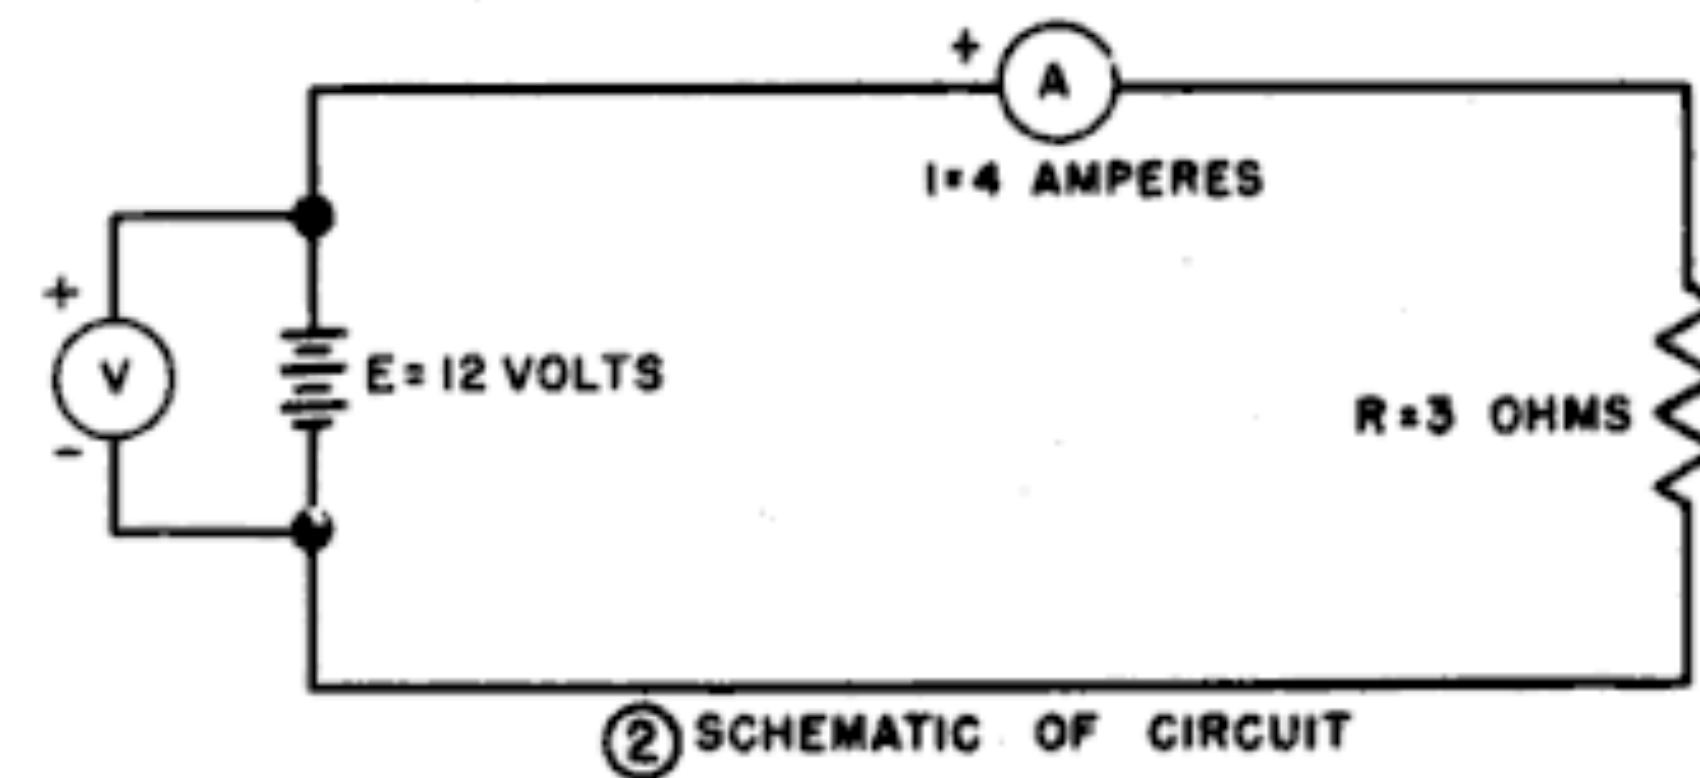 +
A
I=4 AMPERES
+
V
-
E=12 VOLTS
R=3 OHMS
② SCHEMATIC OF CIRCUIT